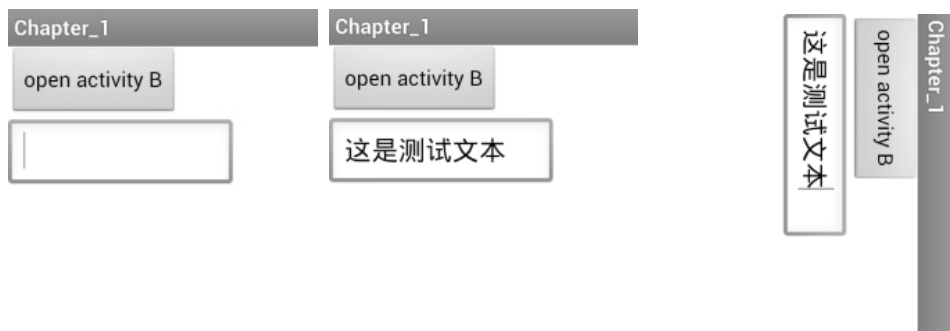 Chapter_1
open activity B
Chapter_1
open activity B
这是测试文本
Chapter_1
open activity B
这是测试文本